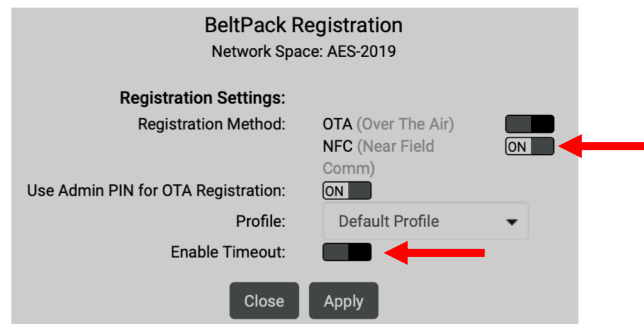 BeltPack Registration
Network Space: AES-2019
Registration Settings:
Registration Method: OTA (Over The Air)
NFC (Near Field ON
Comm)
Use Admin PIN for OTA Registration: ON
Profile: Default Profile
Enable Timeout:
Close Apply